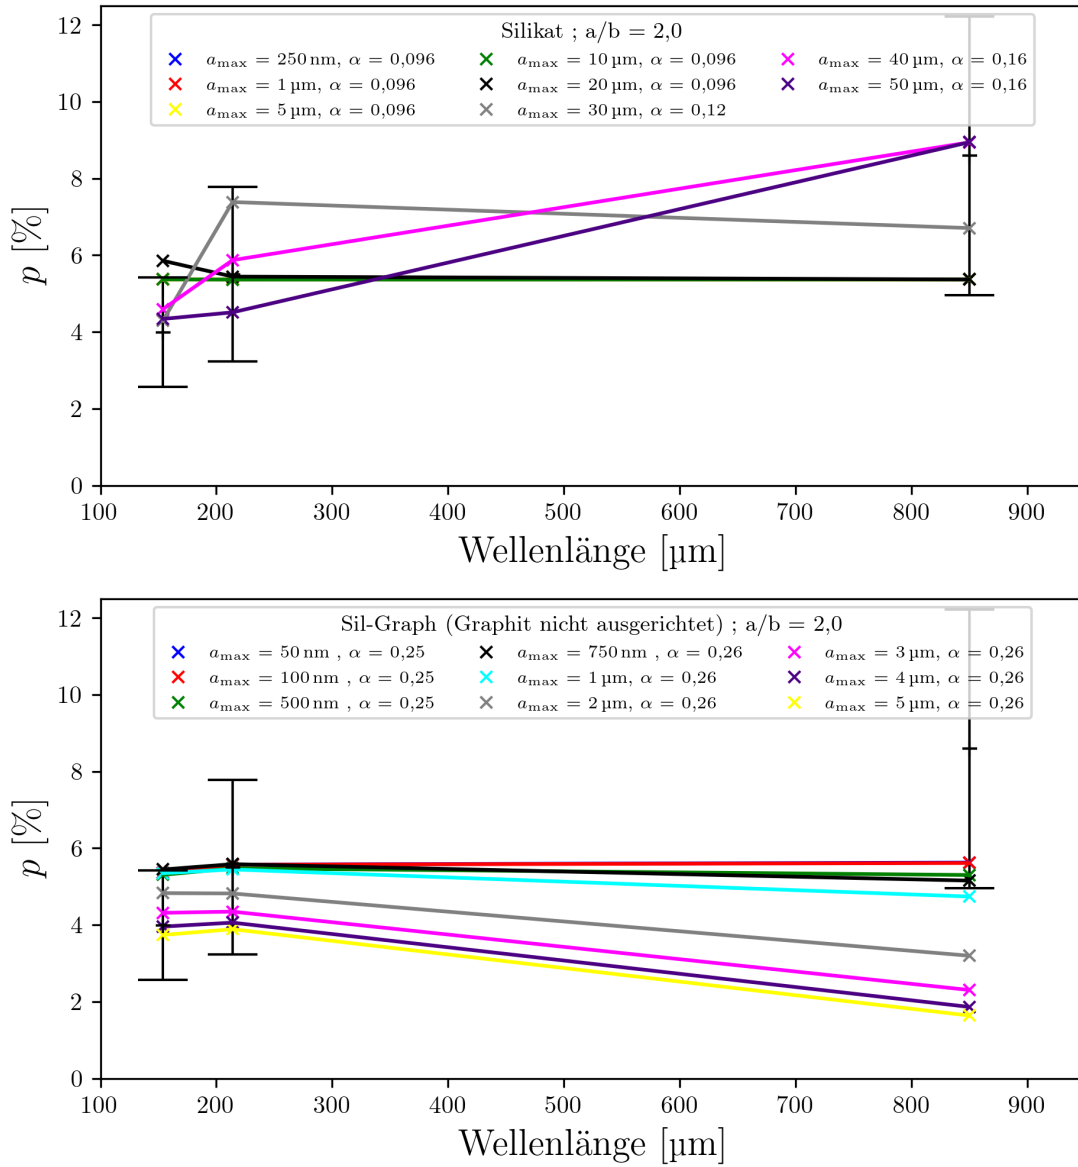 Silikat ; a/b = 2,0
a_max = 250 nm, α = 0,096
a_max = 1 µm, α = 0,096
a_max = 5 µm, α = 0,096
a_max = 10 µm, α = 0,096
a_max = 20 µm, α = 0,096
a_max = 30 µm, α = 0,12
a_max = 40 µm, α = 0,16
a_max = 50 µm, α = 0,16
12
10
8
6
4
2
0
p [%]
100 200 300 400 500 600 700 800 900
Wellenlänge [µm]
Sil-Graph (Graphit nicht ausgerichtet) ; a/b = 2,0
a_max = 50 nm , α = 0,25
a_max = 100 nm , α = 0,25
a_max = 500 nm , α = 0,25
a_max = 750 nm , α = 0,26
a_max = 1 µm, α = 0,26
a_max = 2 µm, α = 0,26
a_max = 3 µm, α = 0,26
a_max = 4 µm, α = 0,26
a_max = 5 µm, α = 0,26
12
10
8
6
4
2
0
p [%]
100 200 300 400 500 600 700 800 900
Wellenlänge [µm]